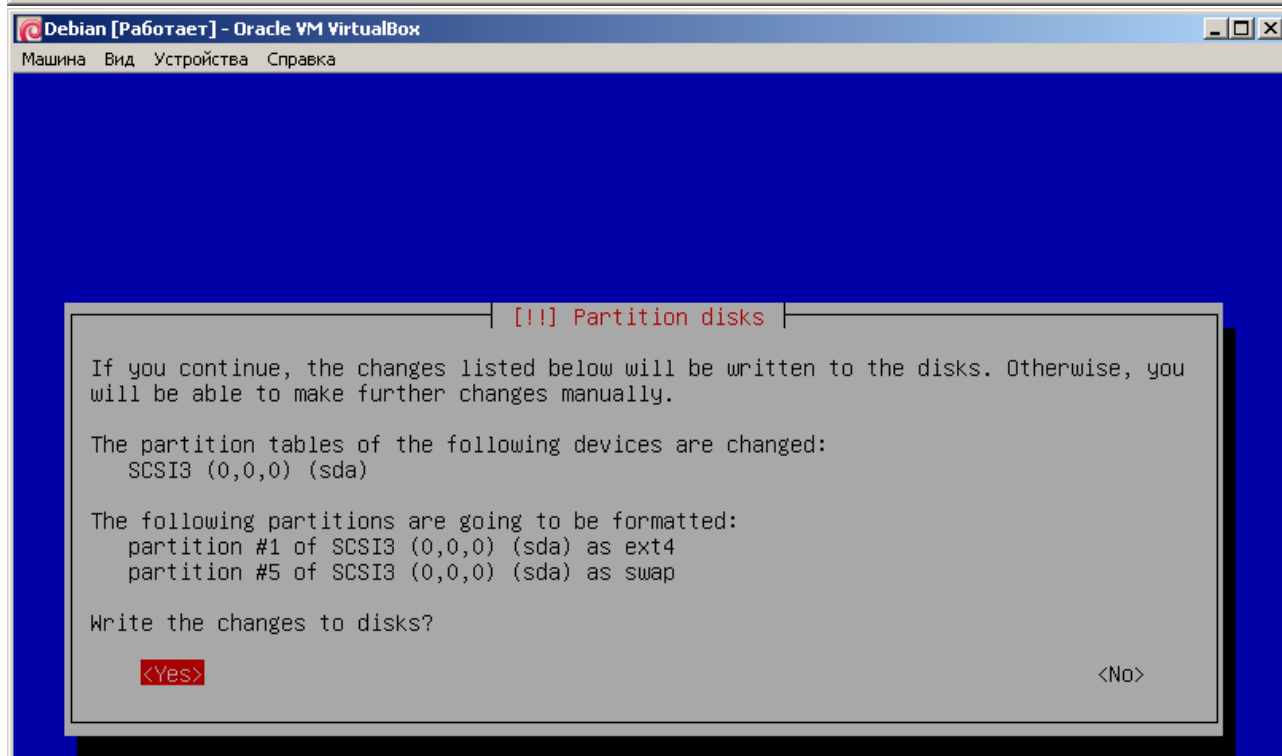 Debian [Работает] - Oracle VM VirtualBox
Машина Вид Устройства Справка
[!!] Partition disks
If you continue, the changes listed below will be written to the disks. Otherwise, you
will be able to make further changes manually.
The partition tables of the following devices are changed:
SCSI3 (0,0,0) (sda)
The following partitions are going to be formatted:
partition #1 of SCSI3 (0,0,0) (sda) as ext4
partition #5 of SCSI3 (0,0,0) (sda) as swap
Write the changes to disks?
<Yes> <No>